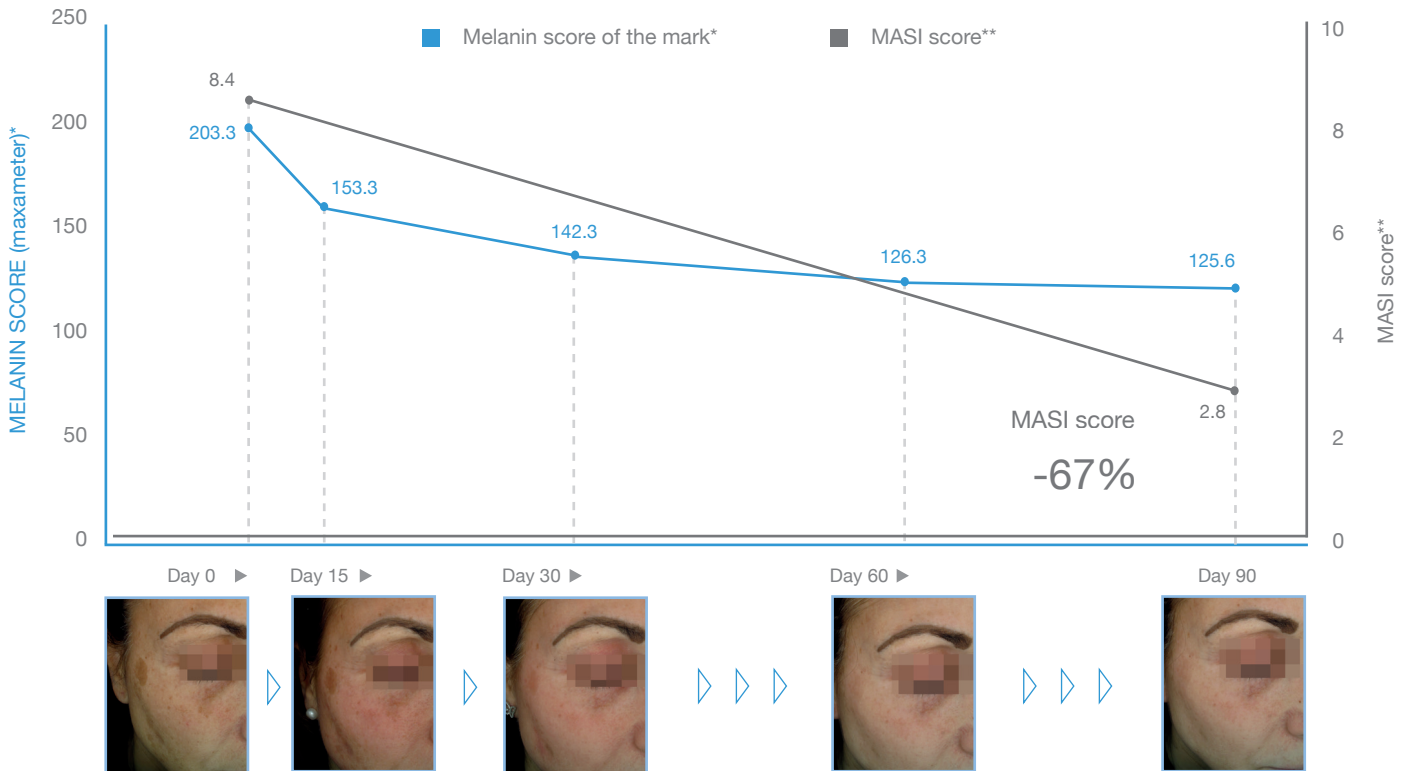 250
200
150
100
50
0
MELANIN SCORE (maxameter)*
Melanin score of the mark*
MASI score**
8.4
203.3
153.3
142.3
126.3
125.6
2.8
MASI score
-67%
10
8
6
4
2
0
MASI score**
Day 0 ►
Day 15 ►
Day 30 ►
Day 60 ►
Day 90